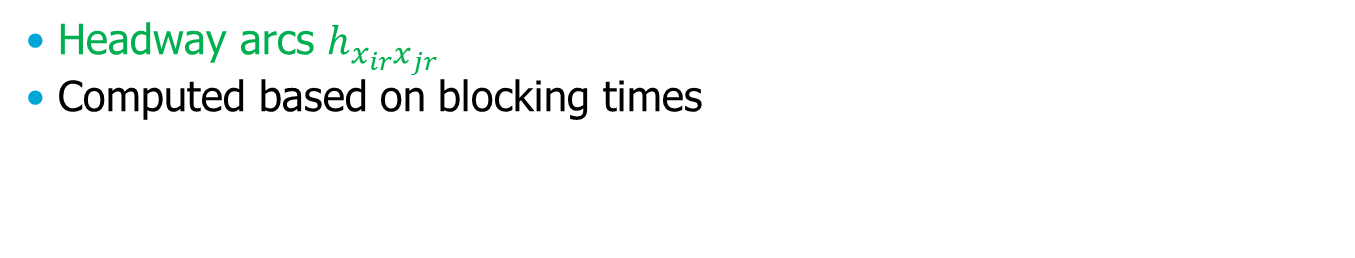 • Headway arcs $h_{x_{ir}x_{jr}}$
• Computed based on blocking times